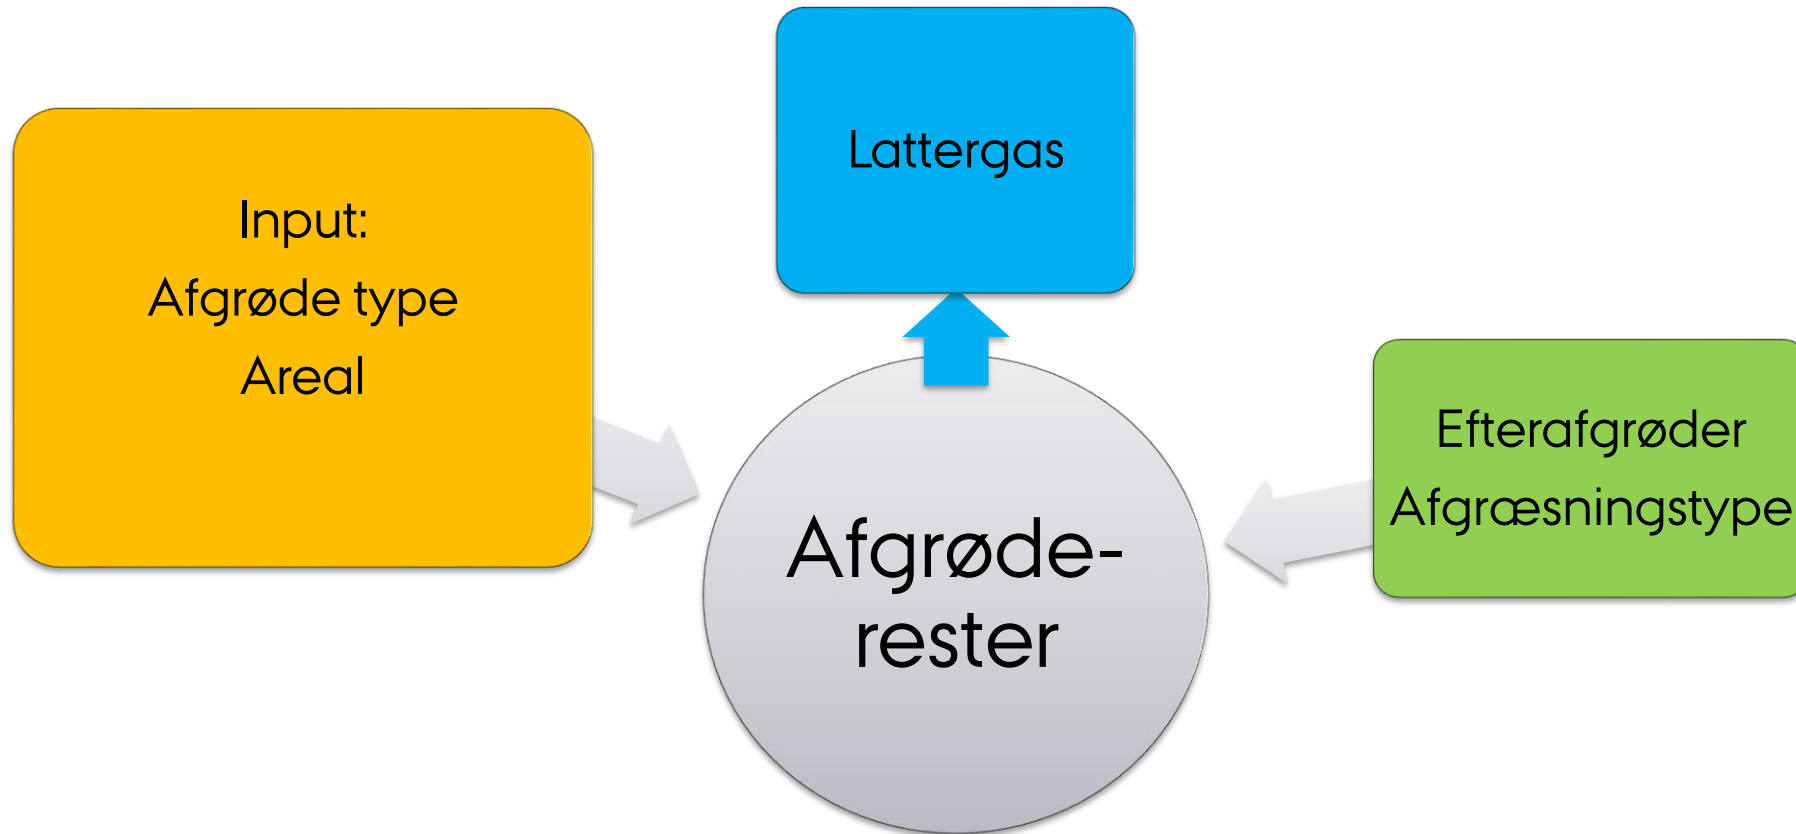 Lattergas
Input:
Afgrøde type
Areal
Efterafgrøder
Afgræsningstype
Afgrøde-
rester